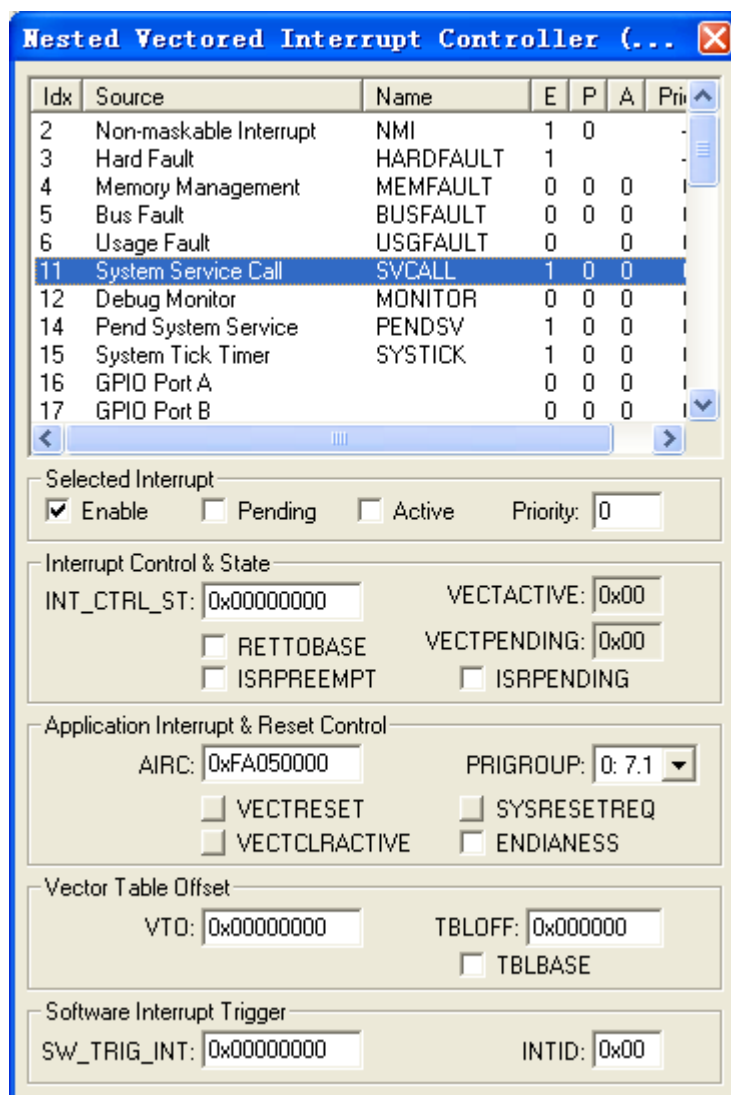 Nested Vectored Interrupt Controller (...
Idx Source Name E P A Pri
2 Non-maskable Interrupt NMI 1 0 -
3 Hard Fault HARDFAULT 1 -
4 Memory Management MEMFAULT 0 0 0
5 Bus Fault BUSFAULT 0 0 0
6 Usage Fault USGFAULT 0 0
11 System Service Call SVCALL 1 0 0
12 Debug Monitor MONITOR 0 0 0
14 Pend System Service PENDSV 1 0 0
15 System Tick Timer SYSTICK 1 0 0
16 GPIO Port A 0 0 0
17 GPIO Port B 0 0 0
Selected Interrupt
Enable Pending Active Priority: 0
Interrupt Control & State
INT_CTRL_ST: 0x00000000 VECTACTIVE: 0x00
RETTOBASE VECTPENDING: 0x00
ISRPREEMPT ISRPENDING
Application Interrupt & Reset Control
AIRC: 0xFA050000 PRIGROUP: 0: 7.1
VECTRESET SYSRESETREQ
VECTCLRACTIVE ENDIANESS
Vector Table Offset
VTO: 0x00000000 TBLOFF: 0x000000
TBLBASE
Software Interrupt Trigger
SW_TRIG_INT: 0x00000000 INTID: 0x00